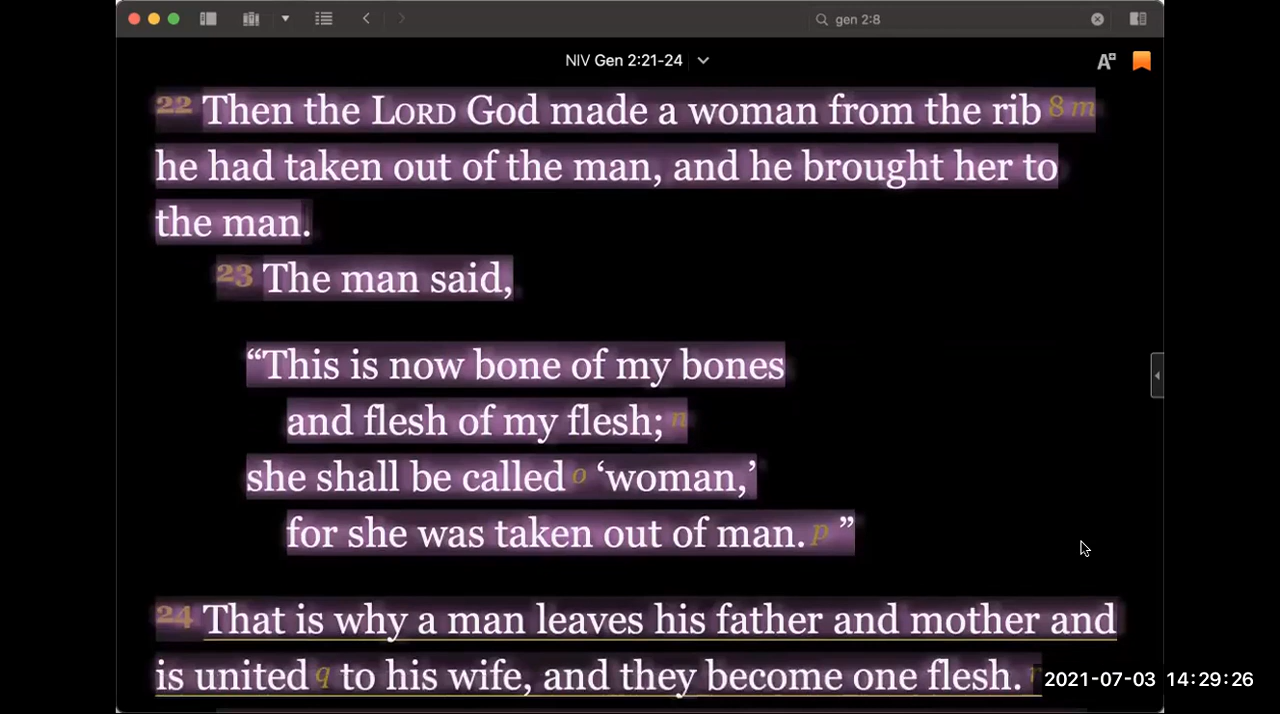 gen 2:8
NIV Gen 2:21-24
22 Then the LORD God made a woman from the rib 8 m
he had taken out of the man, and he brought her to
the man.
23 The man said,
“This is now bone of my bones
and flesh of my flesh; n
she shall be called o ‘woman,’
for she was taken out of man. p ”
24 That is why a man leaves his father and mother and
is united q to his wife, and they become one flesh.
2021-07-03 14:29:26